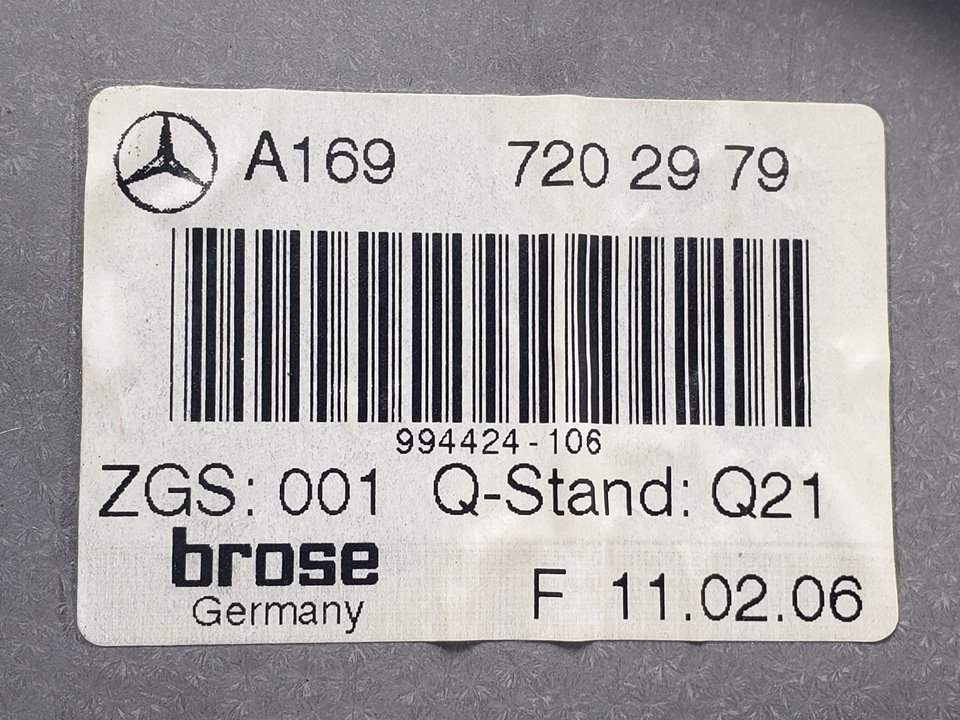 A169 720 29 79
994424-106
ZGS: 001 Q-Stand: Q21
brose
Germany F 11.02.06